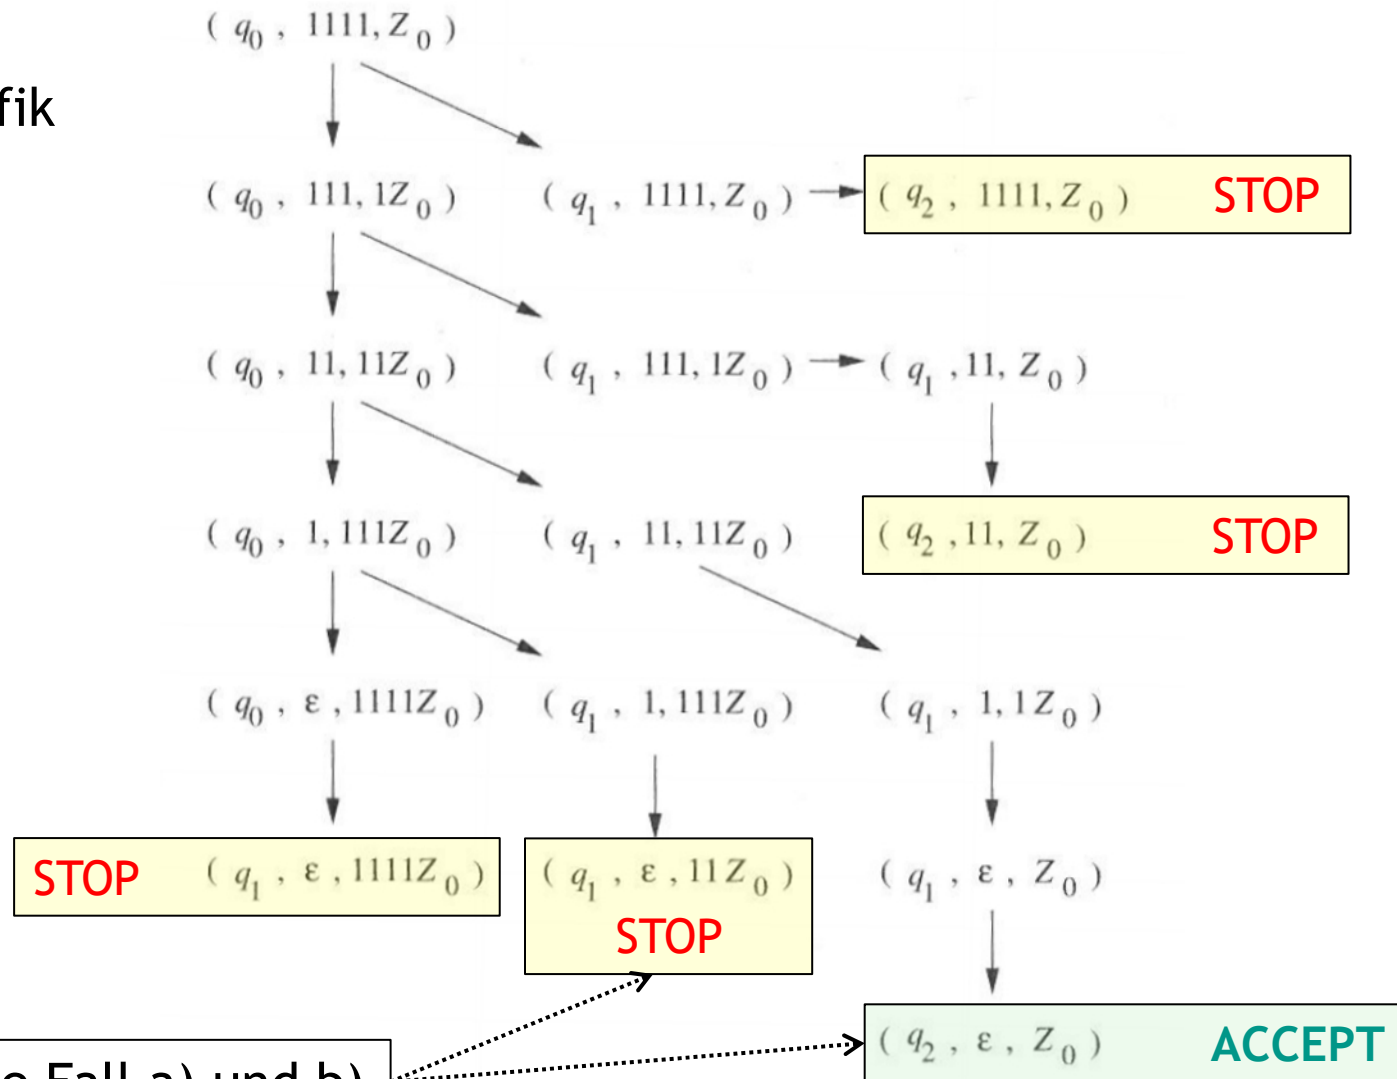 ( q0 , 1111, Z0 )
fik
( q0 , 111, 1Z0 ) ( q1 , 1111, Z0 ) ( q2 , 1111, Z0 ) STOP
( q0 , 11, 11Z0 ) ( q1 , 111, 1Z0 ) ( q1 , 11, Z0 )
( q0 , 1, 111Z0 ) ( q1 , 11, 11Z0 ) ( q2 , 11, Z0 ) STOP
( q0 , ε , 1111Z0 ) ( q1 , 1, 111Z0 ) ( q1 , 1, 1Z0 )
STOP ( q1 , ε , 1111Z0 ) ( q1 , ε , 11Z0 ) ( q1 , ε , Z0 )
STOP
( q2 , ε , Z0 ) ACCEPT
Fall a) und b)